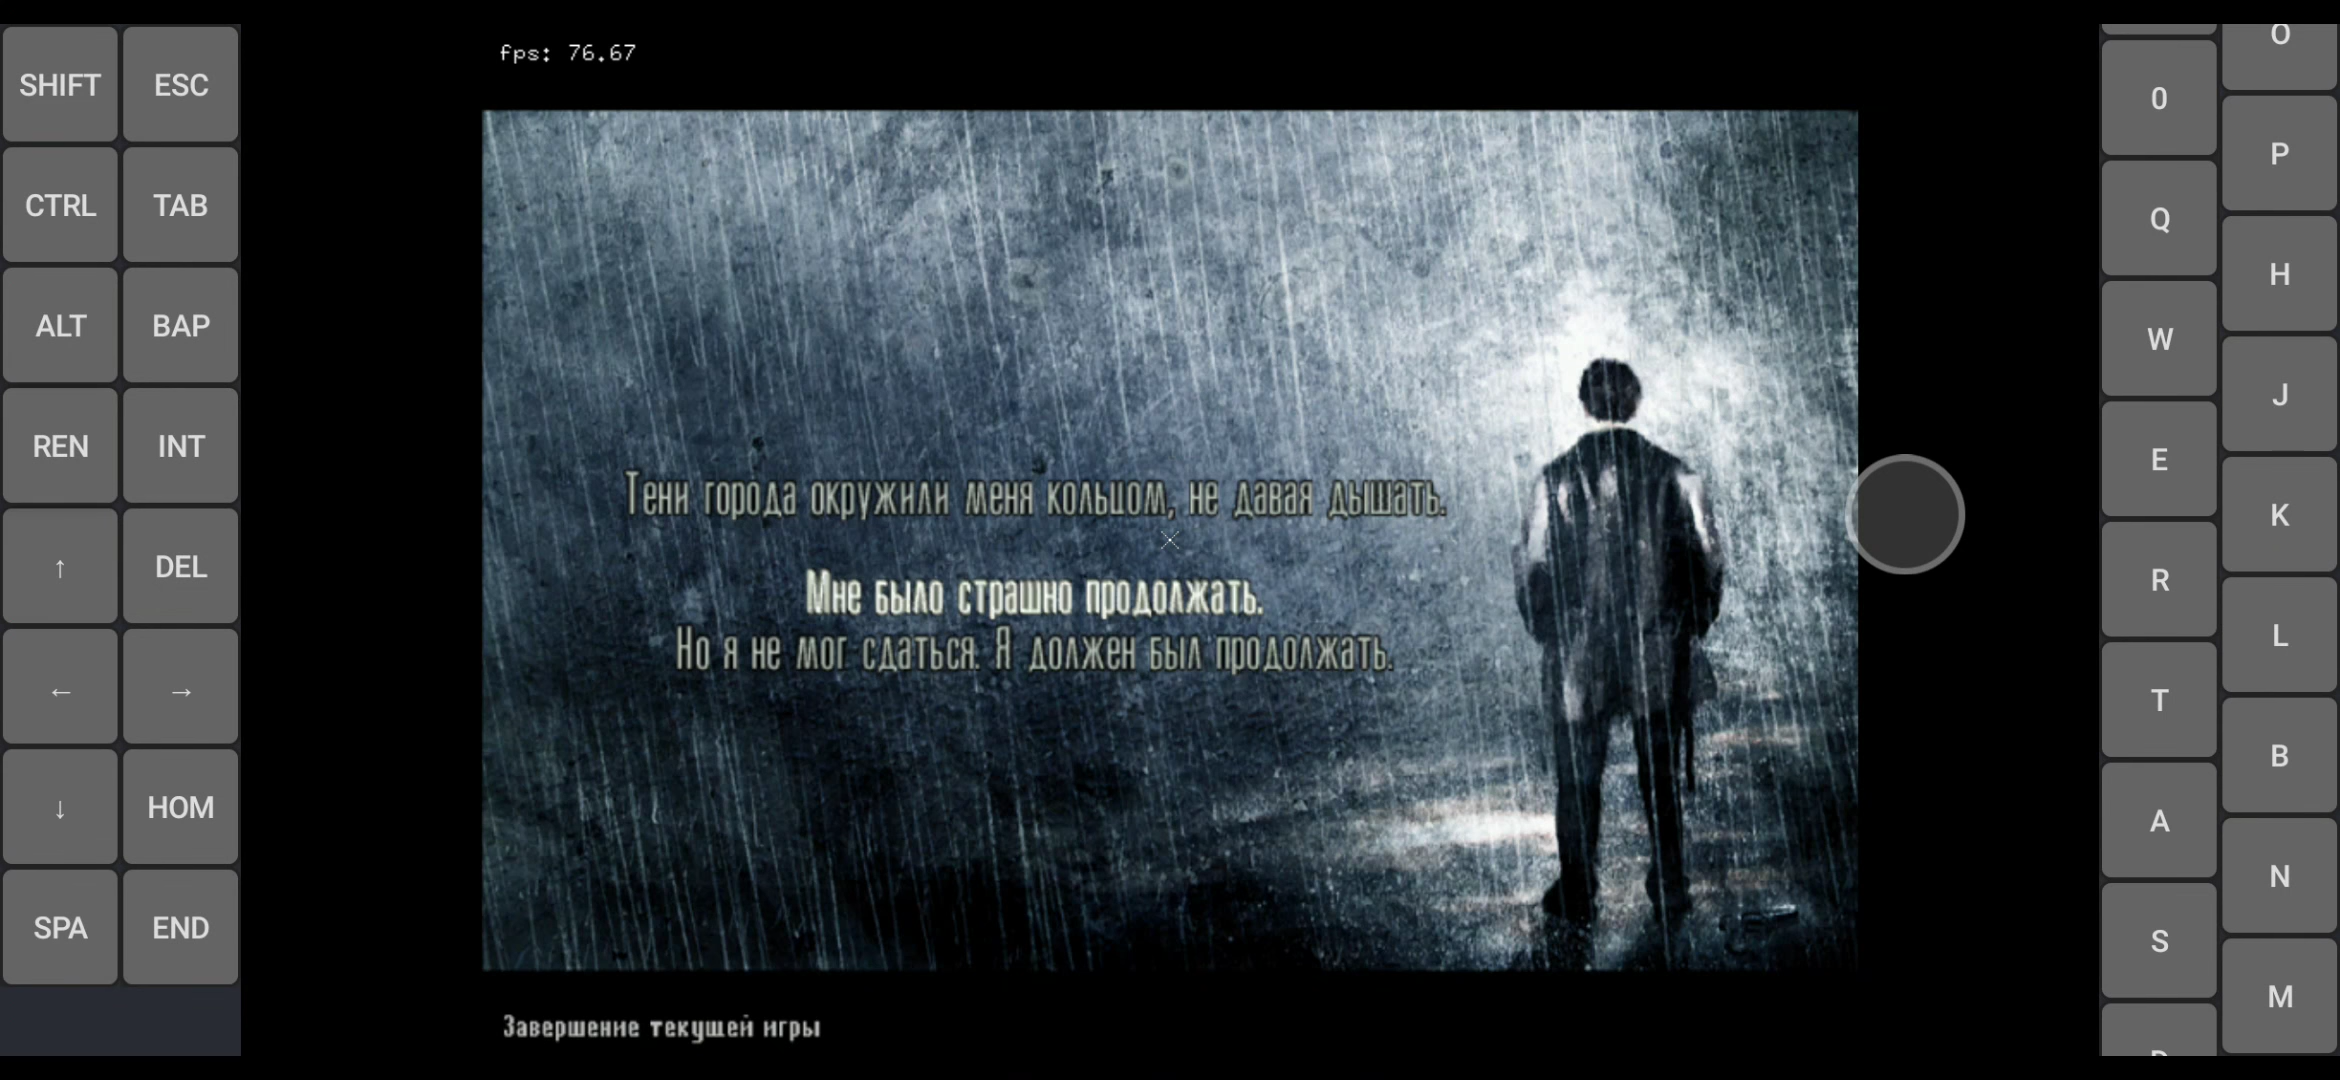 fps: 76.67
SHIFT ESC
CTRL TAB
ALT BAP
REN INT
↑ DEL
← →
↓ HOM
SPA END
Тени города окружили меня кольцом, не давая дышать.
Мне было страшно продолжать.
Но я не мог сдаться. Я должен был продолжать.
Завершение текущей игры
0
Q
W
E
R
T
A
S
O
P
H
J
K
L
B
N
M